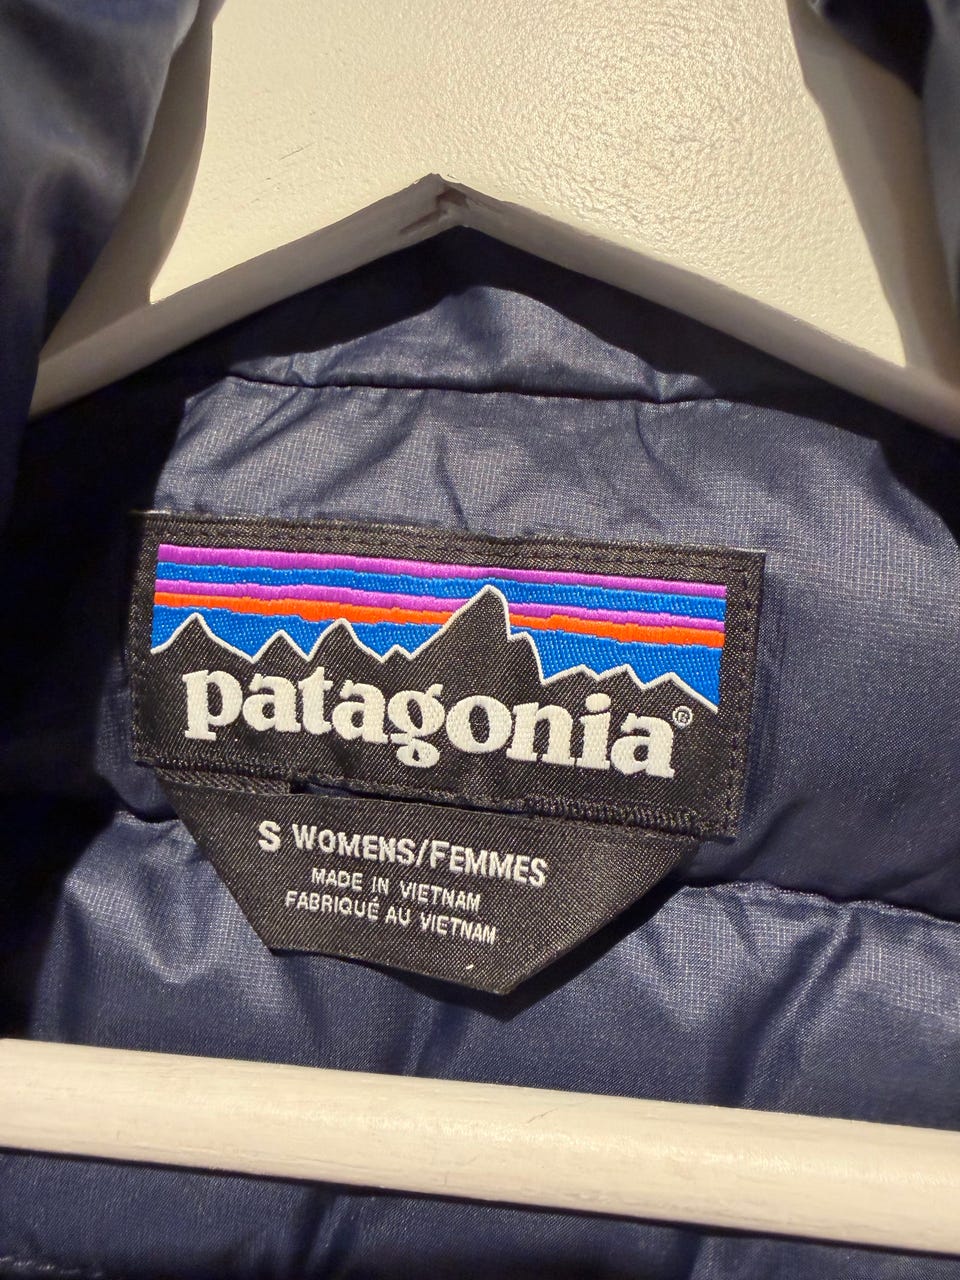 patagonia®
S WOMENS/FEMMES
MADE IN VIETNAM
FABRIQUÉ AU VIETNAM